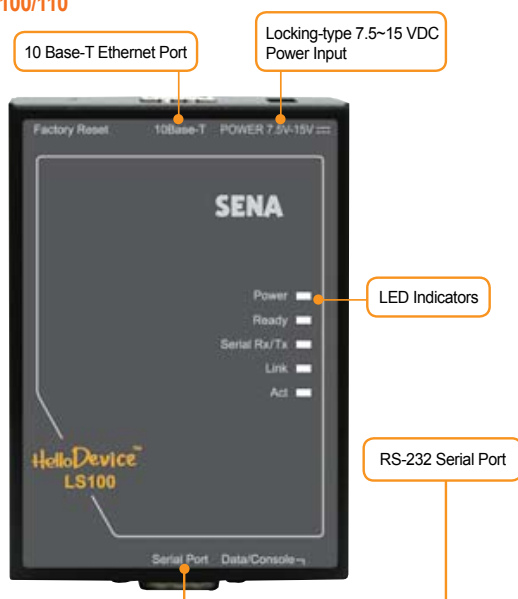 100/110
10 Base-T Ethernet Port
Locking-type 7.5~15 VDC
Power Input
Factory Reset 10Base-T POWER 7.5V-15V
SENA
Power
LED Indicators
Ready
Serial Rx/Tx
Link
Act
HelloDevice™
LS100
RS-232 Serial Port
Serial Port Data/Console